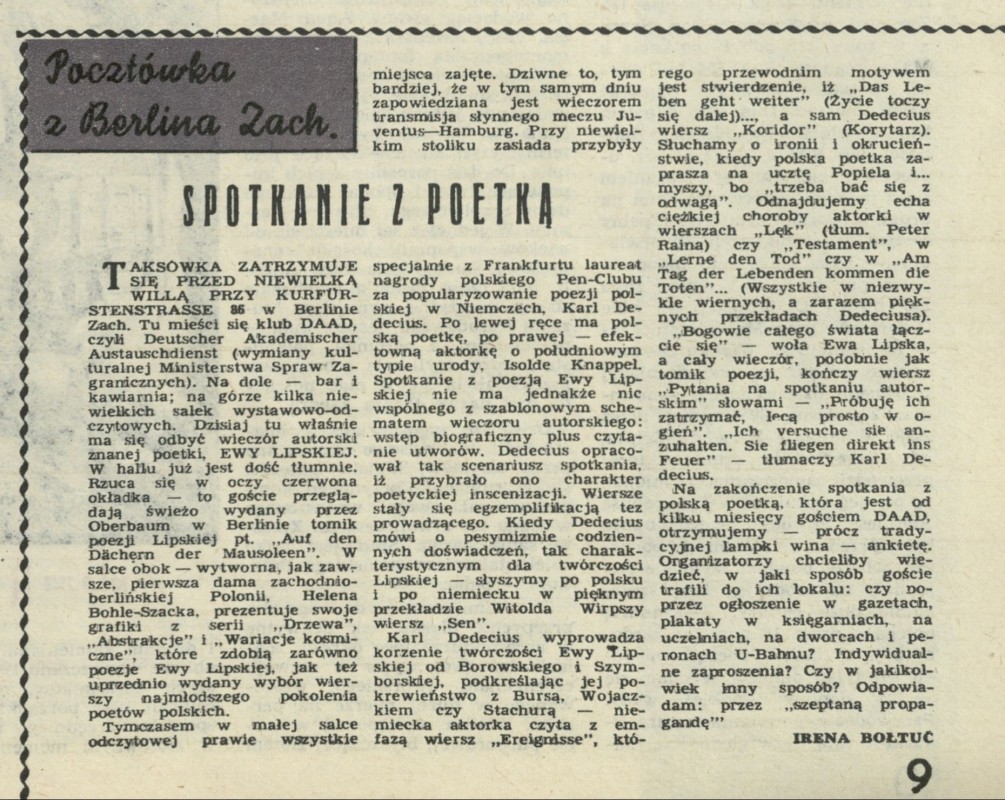 Pocztówka
z Berlina Zach.
SPOTKANIE Z POETKĄ
TAKSÓWKA ZATRZYMUJE
SIĘ PRZED NIEWIELKĄ
WILLĄ PRZY KURFÜR-
STENSTRASSE 86 w Berlinie
Zach. Tu mieści się klub DAAD,
czyli Deutscher Akademischer
Austauschdienst (wymiany kul-
turalnej Ministerstwa Spraw Za-
granicznych). Na dole — bar i
kawiarnia; na górze kilka nie-
wielkich salek wystawowo-od-
czytowych. Dzisiaj tu właśnie
ma się odbyć wieczór autorski
znanej poetki, EWY LIPSKIEJ.
W hallu już jest dość tłumnie.
Rzuca się w oczy czerwona
okładka — to goście przeglą-
dają świeżo wydany przez
Oberbaum w Berlinie tomik
poezji Lipskiej pt. „Auf den
Dächern der Mausoleen". W
salce obok — wytworna, jak zaw-
sze, pierwsza dama zachodnio-
berlińskiej Polonii, Helena
Bohle-Szacka, prezentuje swoje
grafiki z serii „Drzewa",
„Abstrakcje" i „Wariacje kosmi-
czne", które zdobią zarówno
poezje Ewy Lipskiej, jak też
uprzednio wydany wybór wier-
szy najmłodszego pokolenia
poetów polskich.
Tymczasem w małej salce
odczytowej prawie wszystkie
miejsca zajęte. Dziwne to, tym
bardziej, że w tym samym dniu
zapowiedziana jest wieczorem
transmisja słynnego meczu Ju-
ventus—Hamburg. Przy niewiel-
kim stoliku zasiada przybyły
specjalnie z Frankfurtu laureat
nagrody polskiego Pen-Clubu
za popularyzowanie poezji pol-
skiej w Niemczech, Karl De-
decius. Po lewej ręce ma pol-
ską poetkę, po prawej — efek-
towną aktorkę o południowym
typie urody, Isolde Knappel.
Spotkanie z poezją Ewy Lip-
skiej nie ma jednakże nic
wspólnego z szablonowym sche-
matem wieczoru autorskiego:
wstęp biograficzny plus czyta-
nie utworów. Dedecius opraco-
wał tak scenariusz spotkania,
iż przybrało ono charakter
poetyckiej inscenizacji. Wiersze
stały się egzemplifikacją tez
prowadzącego. Kiedy Dedecius
mówi o pesymizmie codzien-
nych doświadczeń, tak charak-
terystycznym dla twórczości
Lipskiej — słyszymy po polsku
i po niemiecku w pięknym
przekładzie Witolda Wirpszy
wiersz „Sen".
Karl Dedecius wyprowadza
korzenie twórczości Ewy Lip-
skiej od Borowskiego i Szym-
borskiej, podkreślając jej po-
krewieństwo z Bursą, Wojacz-
kiem czy Stachurą — nie-
miecka aktorka czyta z em-
fazą wiersz „Ereignisse", któ-
rego przewodnim motywem
jest stwierdzenie, iż „Das Le-
ben geht weiter" (Życie toczy
się dalej)..., a sam Dedecius
wiersz „Koridor" (Korytarz).
Słuchamy o ironii i okrucień-
stwie, kiedy polska poetka za-
prasza na ucztę Popiela i...
myszy, bo „trzeba bać się z
odwagą". Odnajdujemy echa
ciężkiej choroby aktorki w
wierszach „Lęk" (tłum. Peter
Raina) czy „Testament", w
„Lerne den Tod" czy w „Am
Tag der Lebenden kommen die
Toten"... (Wszystkie w niezwy-
kle wiernych, a zarazem pięk-
nych przekładach Dedeciusa).
„Bogowie całego świata łącz-
cie się" — woła Ewa Lipska,
a cały wieczór, podobnie jak
tomik poezji, kończy wiersz
„Pytania na spotkaniu autor-
skim" słowami — „Próbuję ich
zatrzymać, lecą prosto w o-
gień". „Ich versuche sie an-
zuhalten. Sie fliegen direkt ins
Feuer" — tłumaczy Karl De-
decius.
Na zakończenie spotkania z
polską poetką, która jest od
kilku miesięcy gościem DAAD,
otrzymujemy — prócz trady-
cyjnej lampki wina — ankietę.
Organizatorzy chcieliby wie-
dzieć, w jaki sposób goście
trafili do ich lokalu: czy po-
przez ogłoszenie w gazetach,
plakaty w księgarniach, na
uczelniach, na dworcach i pe-
ronach U-Bahnu? Indywidual-
ne zaproszenia? Czy w jakikol-
wiek inny sposób? Odpowia-
dam: przez „szeptaną propa-
gandę"'
IRENA BOŁTUĆ
9